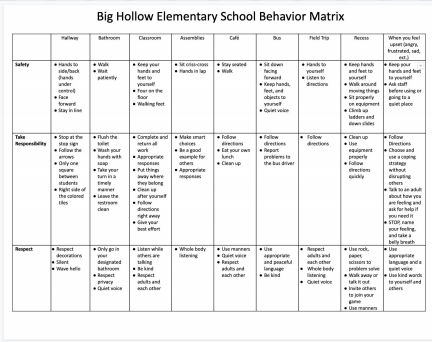 Big Hollow Elementary School Behavior Matrix
Hallway
Bathroom
Classroom
Assemblies
Café
Bus
Field Trip
Recess
When you feel
upset (angry,
frustrated, sad,
etc.)
Safety
● Hands to
side/back
(hands
under
control)
● Face
forward
● Stay in line
● Walk
● Wait
patiently
● Keep your
hands and
feet to
yourself
● Four on the
floor
● Walking feet
● Sit criss-cross
● Hands in lap
● Stay seated
● Walk
● Sit down
facing
forward
● Keep hands,
feet, and
objects to
yourself
● Quiet voice
● Hands to
yourself
● Listen to
directions
● Keep hands
and feet to
yourself
● Walk around
moving things
● Sit properly
on equipment
● Climb up
ladders and
down slides
● Keep your
hands and feet
to yourself
● Ask staff
before using or
going to a
quiet place
Take
Responsibility
● Stop at the
stop sign
● Follow the
arrows
● Only one
square
between
students
● Right side of
the colored
tiles
● Flush the
toilet
● Wash your
hands with
soap
● Take your
turn in a
timely
manner
● Leave the
restroom
clean
● Complete and
return all
work
● Appropriate
responses
● Put things
away where
they belong
● Clean up
after yourself
● Follow
directions
right away
● Give your
best effort
● Make smart
choices
● Be a good
example for
others
● Appropriate
responses
● Follow
directions
● Eat your own
lunch
● Clean up
● Follow
directions
● Report
problems to
the bus driver
● Follow
directions
● Clean up
● Use
equipment
properly
● Follow
directions
quickly
● Follow
Directions
● Choose and
use a coping
strategy
without
disrupting
others
● Talk to an
adult about
how you are
feeling and
ask for help if
you need it
● STOP, name
your feeling,
and take a
belly breath
Respect
● Respect
decorations
● Silent
● Wave hello
● Only go in
your
designated
bathroom
● Respect
privacy
● Quiet voice
● Listen while
others are
talking
● Be kind
● Respect
adults and
each other
● Whole body
listening
● Use manners
● Quiet voice
● Respect
adults and
each other
● Use
appropriate
and peaceful
language
● Be kind
● Respect
adults and
each other
● Whole body
listening
● Quiet voice
● Use rock,
paper,
scissors to
problem solve
● Walk away or
talk it out
● Invite others
to join your
game
● Use manners
● Use
appropriate
language and
a quiet voice
● Use kind words
to yourself
and others